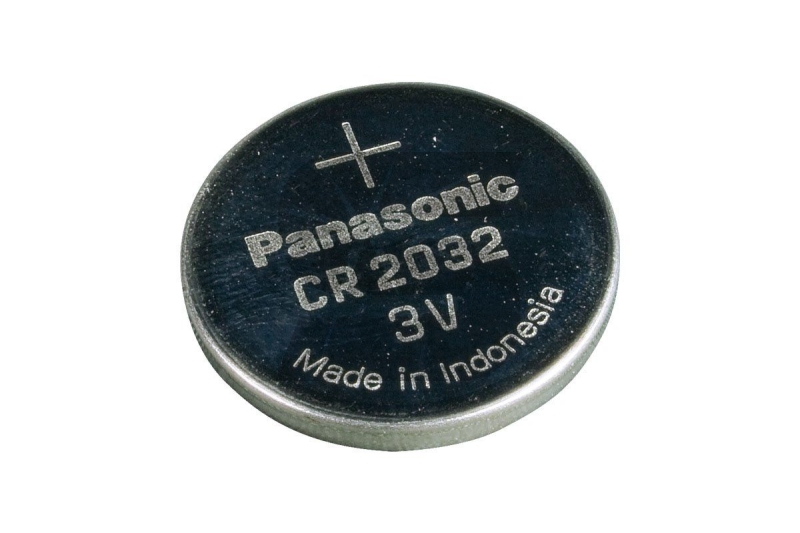 +
Panasonic
CR 2032
3V
Made in Indonesia